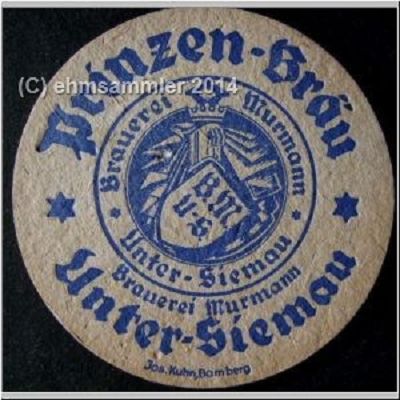 (C) ehmsammler 2014
Prinzen-Bräu
Brauerei Murmann
B.M.
u-s
Unter-Siemau
Brauerei Murmann
Unter-Siemau
Jos. Kuhn, Bamberg